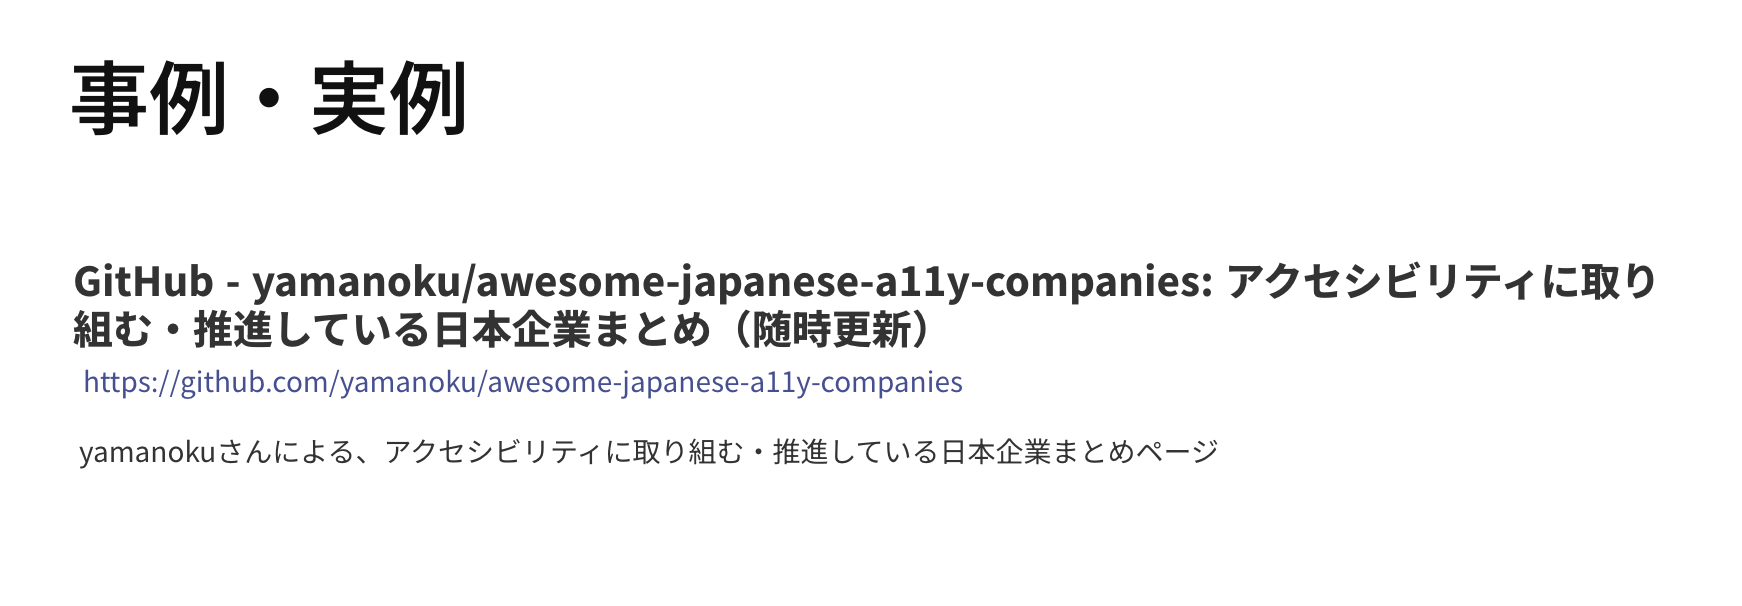 事例・実例
GitHub - yamanoku/awesome-japanese-a11y-companies: アクセシビリティに取り
組む・推進している日本企業まとめ（随時更新）
https://github.com/yamanoku/awesome-japanese-a11y-companies
yamanokuさんによる、アクセシビリティに取り組む・推進している日本企業まとめページ